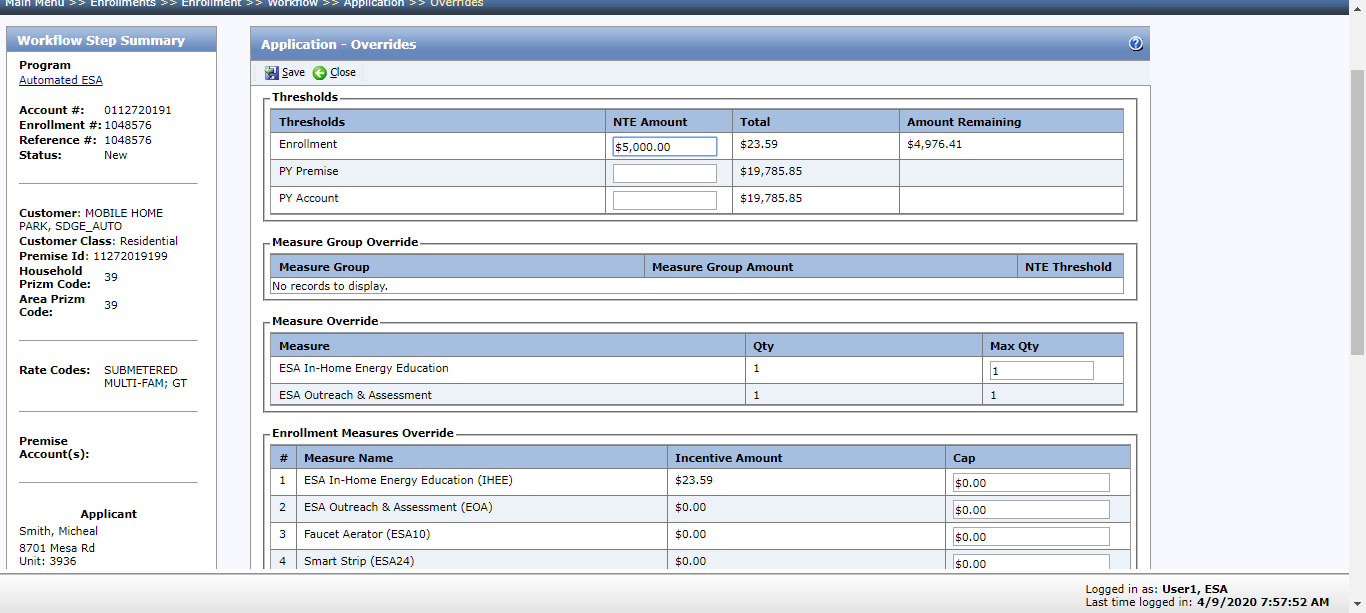 Main Menu >> Enrollments >> Enrollment >> Workflow >> Application >> Overrides
Workflow Step Summary
Program
Automated ESA
Account #: 0112720191
Enrollment #: 1048576
Reference #: 1048576
Status: New
Customer: MOBILE HOME
PARK, SDGE_AUTO
Customer Class: Residential
Premise Id: 11272019199
Household
Prizm Code: 39
Area Prizm
Code: 39
Rate Codes: SUBMETERED
MULTI-FAM; GT
Premise
Account(s):
Applicant
Smith, Micheal
8701 Mesa Rd
Unit: 3936
Application - Overrides
?
Save Close
Thresholds
Thresholds NTE Amount Total Amount Remaining
Enrollment $5,000.00 $23.59 $4,976.41
PY Premise $19,785.85
PY Account $19,785.85
Measure Group Override
Measure Group Measure Group Amount NTE Threshold
No records to display.
Measure Override
Measure Qty Max Qty
ESA In-Home Energy Education 1 1
ESA Outreach & Assessment 1 1
Enrollment Measures Override
# Measure Name Incentive Amount Cap
1 ESA In-Home Energy Education (IHEE) $23.59 $0.00
2 ESA Outreach & Assessment (EOA) $0.00 $0.00
3 Faucet Aerator (ESA10) $0.00 $0.00
4 Smart Strip (ESA24) $0.00 $0.00
Logged in as: User1, ESA
Last time logged in: 4/9/2020 7:57:52 AM